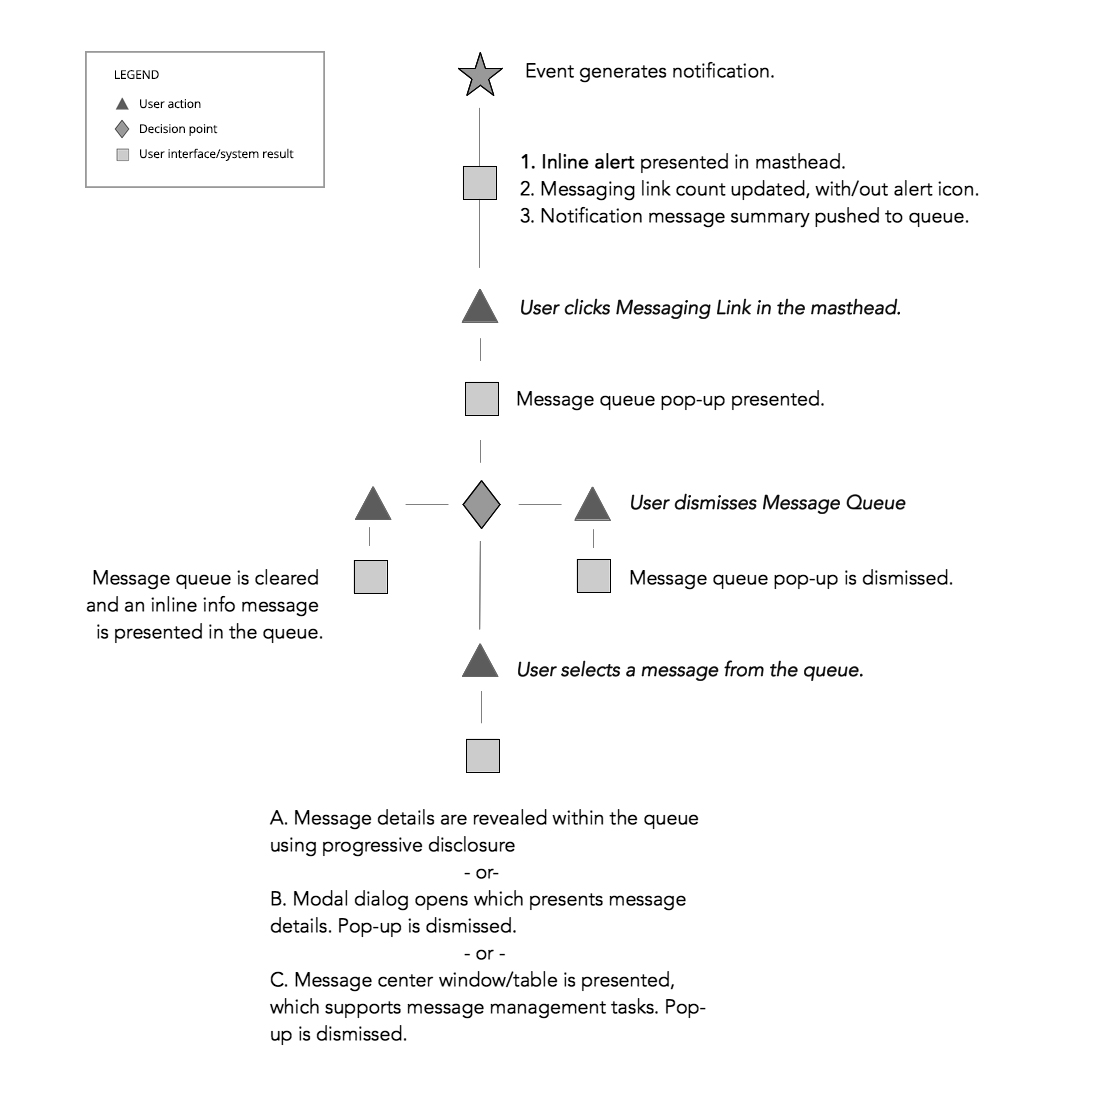 LEGEND
User action
Decision point
User interface/system result
Event generates notification.
1. Inline alert presented in masthead.
2. Messaging link count updated, with/out alert icon.
3. Notification message summary pushed to queue.
User clicks Messaging Link in the masthead.
Message queue pop-up presented.
User dismisses Message Queue
Message queue is cleared
and an inline info message
is presented in the queue.
Message queue pop-up is dismissed.
User selects a message from the queue.
A. Message details are revealed within the queue
using progressive disclosure
- or-
B. Modal dialog opens which presents message
details. Pop-up is dismissed.
- or -
C. Message center window/table is presented,
which supports message management tasks. Pop-
up is dismissed.